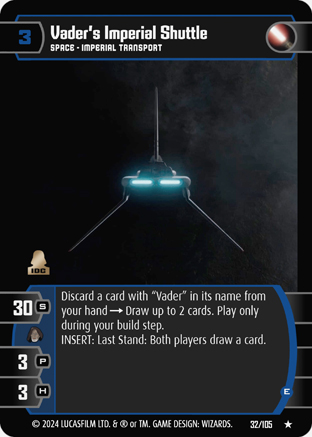 3
Vader's Imperial Shuttle
SPACE - IMPERIAL TRANSPORT
IDC
30 S
3 P
3 H
Discard a card with "Vader" in its name from
your hand → Draw up to 2 cards. Play only
during your build step.
INSERT: Last Stand: Both players draw a card.
E
© 2024 LUCASFILM LTD. & ® or TM. GAME DESIGN: WIZARDS. 32/105 ★